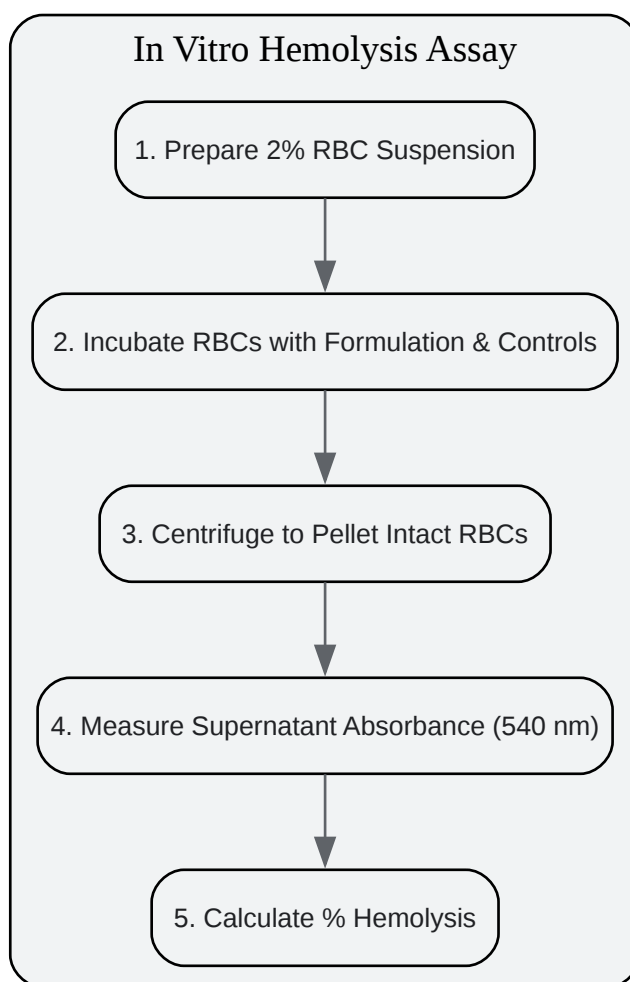 In Vitro Hemolysis Assay
1. Prepare 2% RBC Suspension
2. Incubate RBCs with Formulation & Controls
3. Centrifuge to Pellet Intact RBCs
4. Measure Supernatant Absorbance (540 nm)
5. Calculate % Hemolysis